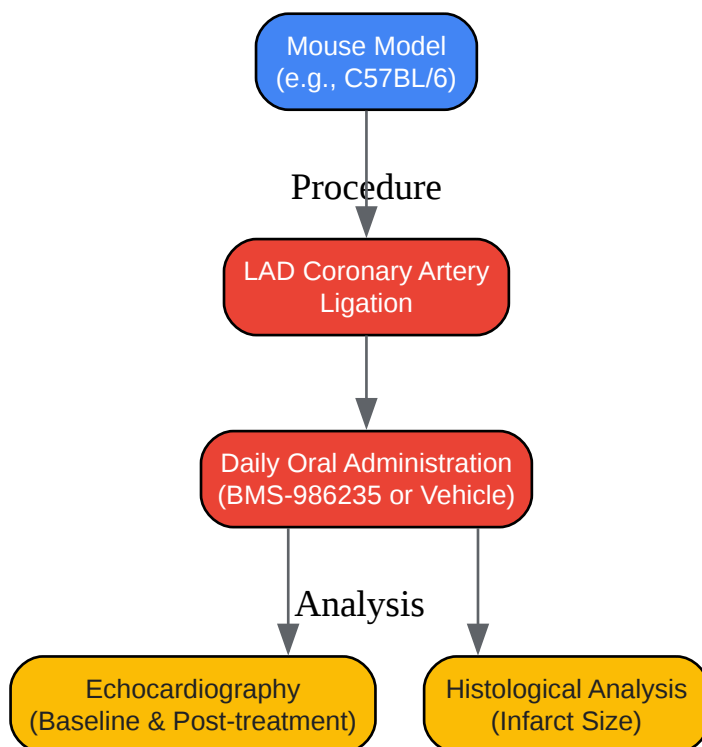 Mouse Model
(e.g., C57BL/6)
Procedure
LAD Coronary Artery
Ligation
Daily Oral Administration
(BMS-986235 or Vehicle)
Analysis
Echocardiography
(Baseline & Post-treatment)
Histological Analysis
(Infarct Size)